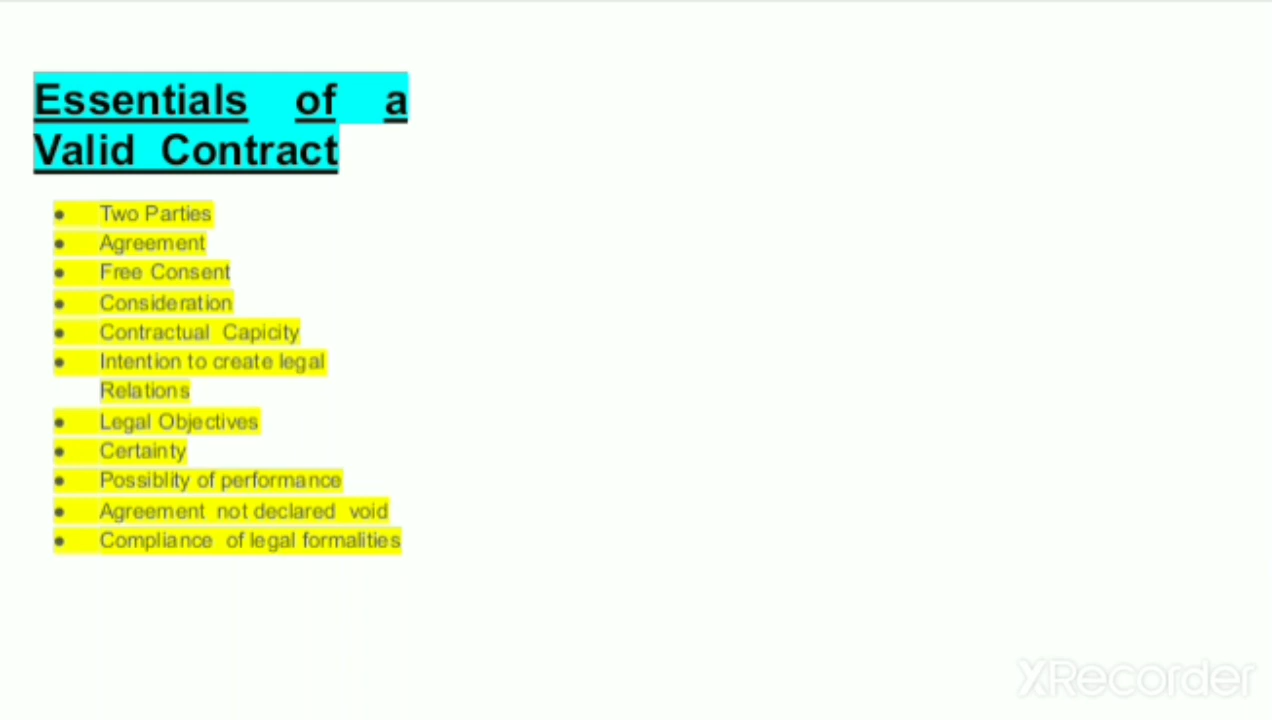 Essentials of a
Valid Contract
● Two Parties
● Agreement
● Free Consent
● Consideration
● Contractual Capicity
● Intention to create legal
Relations
● Legal Objectives
● Certainty
● Possiblity of performance
● Agreement not declared void
● Compliance of legal formalities
XRecorder